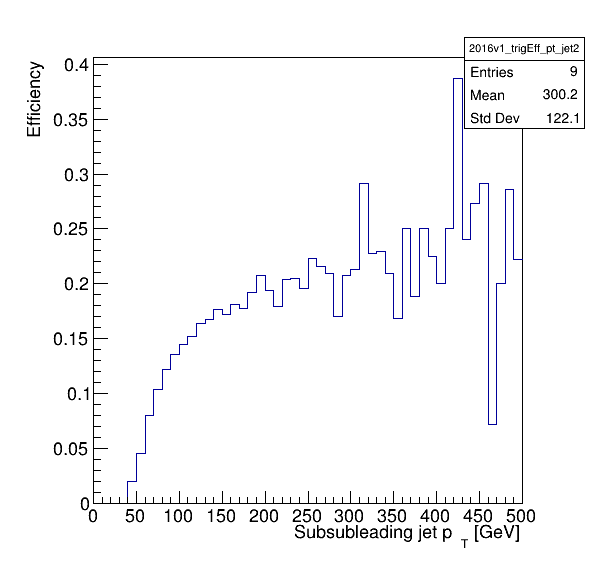 2016v1_trigEff_pt_jet2
Entries 9
Mean 300.2
Std Dev 122.1
Efficiency
0.4
0.35
0.3
0.25
0.2
0.15
0.1
0.05
0
0 50 100 150 200 250 300 350 400 450 500
Subsubleading jet p_T [GeV]